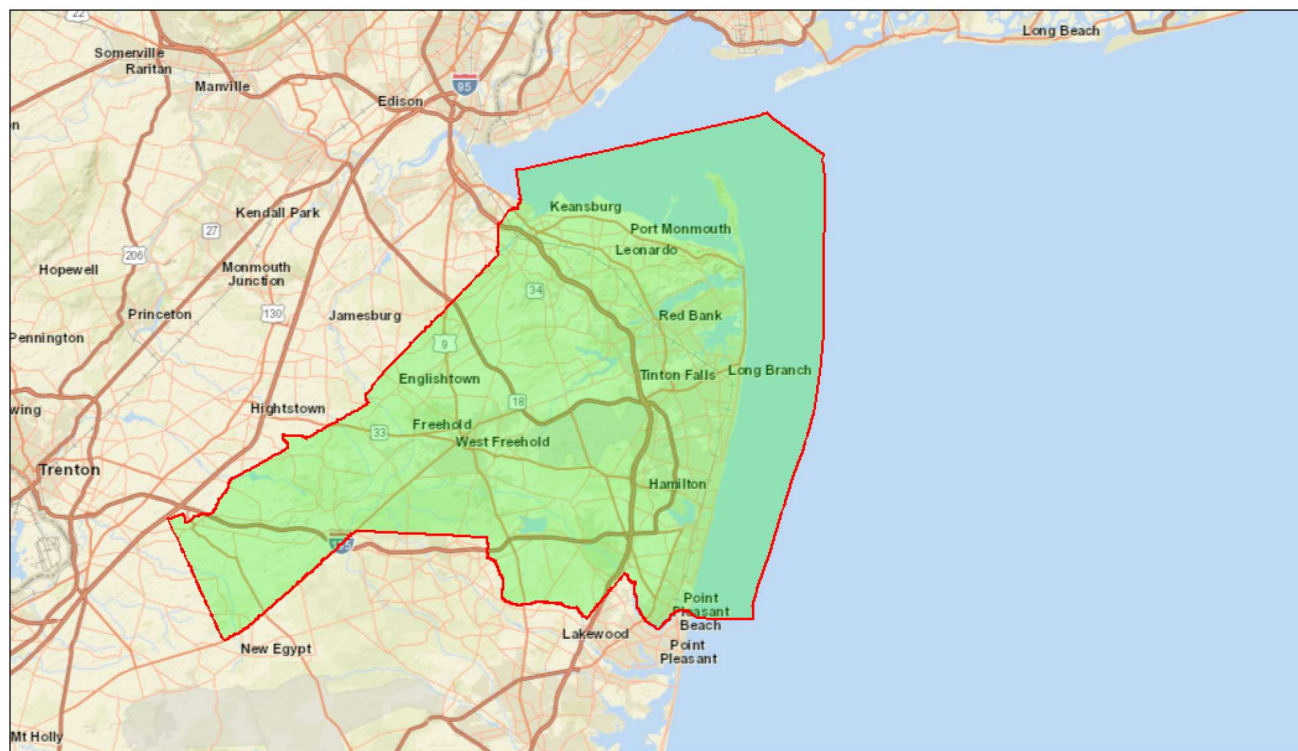 22
Long Beach
Somerville
Raritan
Manville
95
Edison
Keansburg
Kendall Park
27
Port Monmouth
206
Leonardo
Hopewell
Monmouth
Junction
34
Princeton
130
Jamesburg
Red Bank
Pennington
9
Englishtown
Tinton Falls
Long Branch
Hightstown
18
wing
33
Freehold
West Freehold
Trenton
Hamilton
195
Point
Pleasant
Beach
Lakewood
New Egypt
Point
Pleasant
Mt Holly